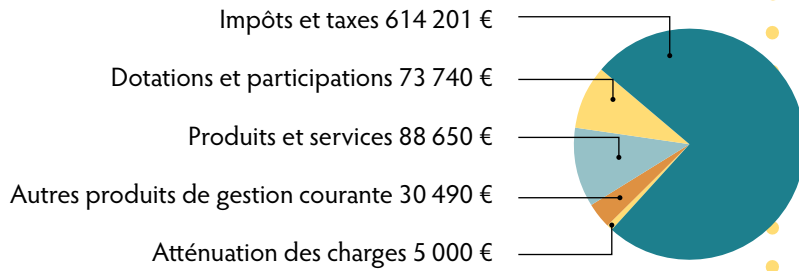 Impôts et taxes 614 201 €
Dotations et participations 73 740 €
Produits et services 88 650 €
Autres produits de gestion courante 30 490 €
Atténuation des charges 5 000 €